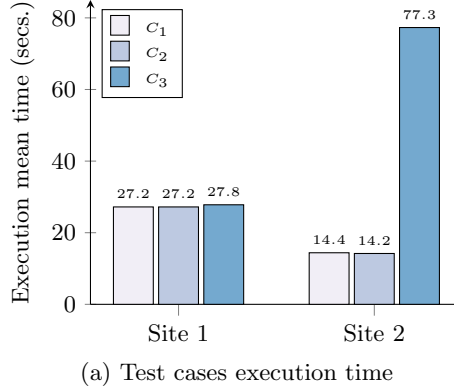 Execution mean time (secs.)
80
60
40
20
0
C1
C2
C3
27.2 27.2 27.8
14.4 14.2 77.3
Site 1 Site 2
(a) Test cases execution time